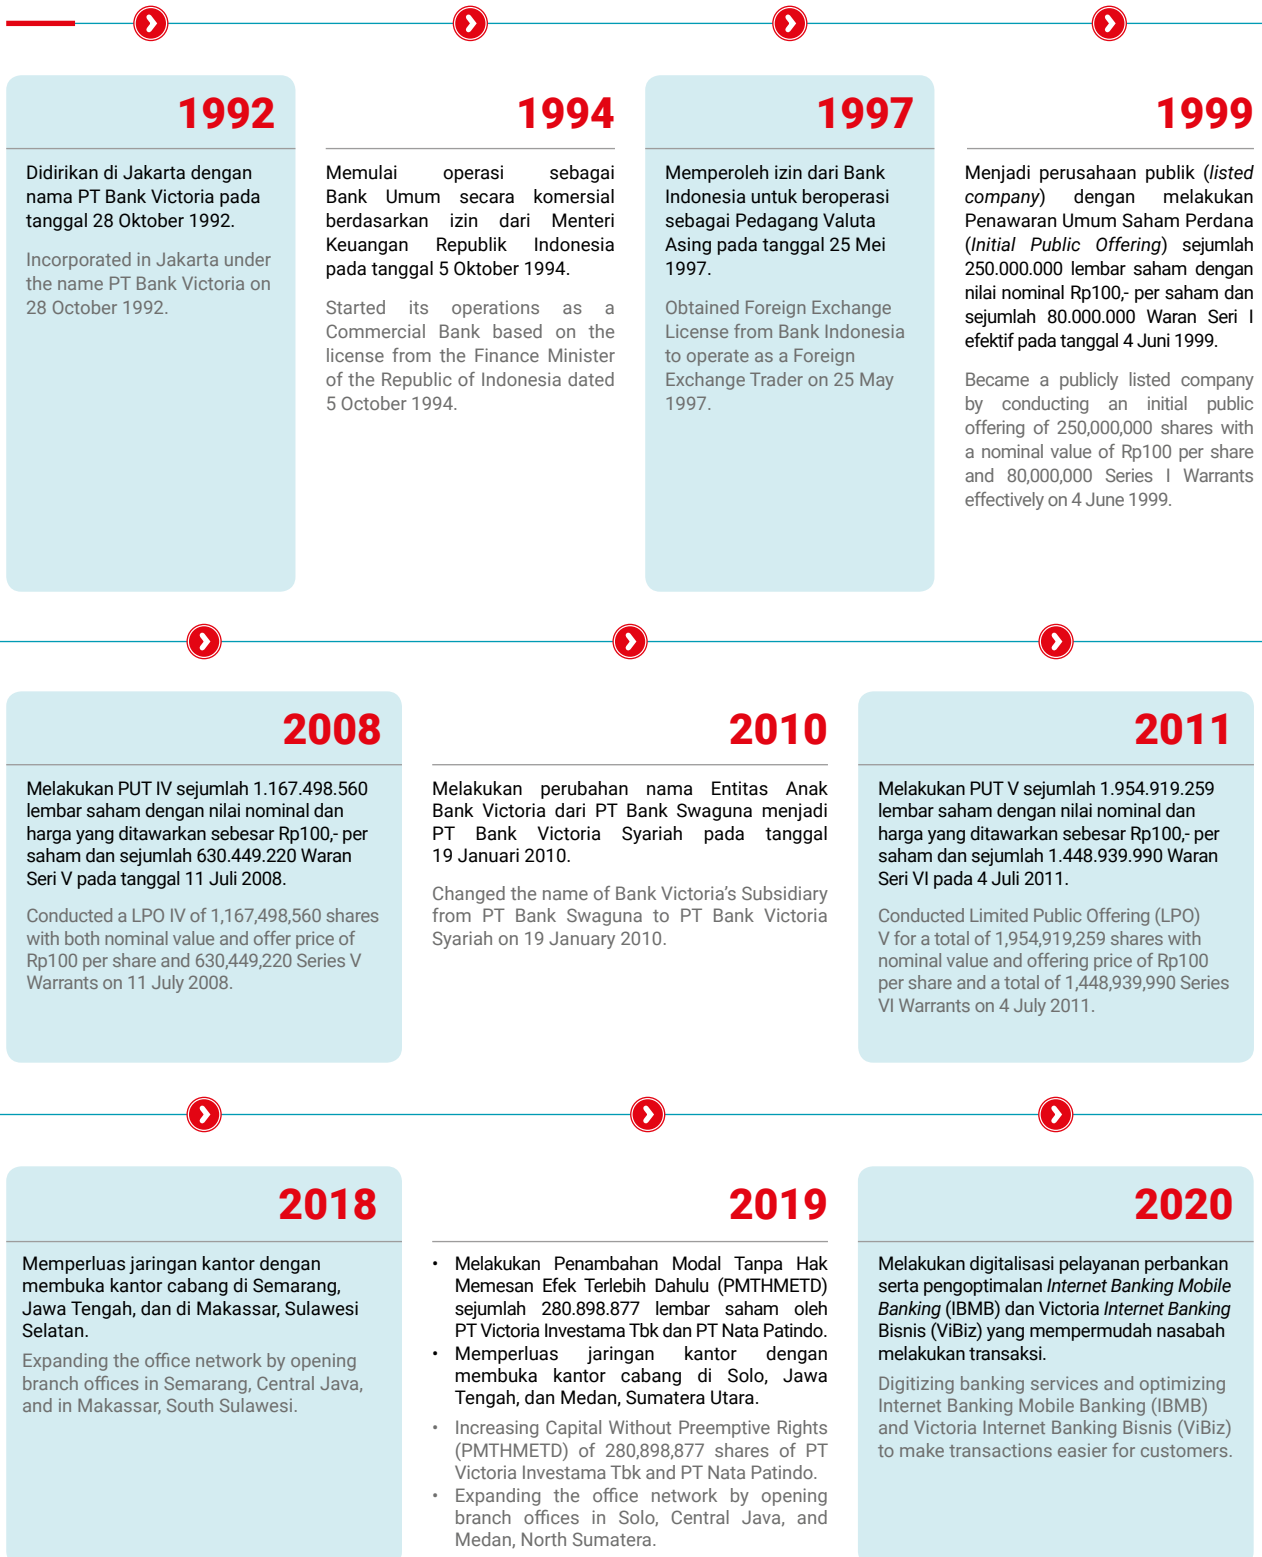 1992
Didirikan di Jakarta dengan
nama PT Bank Victoria pada
tanggal 28 Oktober 1992.
Incorporated in Jakarta under
the name PT Bank Victoria on
28 October 1992.
1994
Memulai operasi sebagai
Bank Umum secara komersial
berdasarkan izin dari Menteri
Keuangan Republik Indonesia
pada tanggal 5 Oktober 1994.
Started its operations as a
Commercial Bank based on the
license from the Finance Minister
of the Republic of Indonesia dated
5 October 1994.
1997
Memperoleh izin dari Bank
Indonesia untuk beroperasi
sebagai Pedagang Valuta
Asing pada tanggal 25 Mei
1997.
Obtained Foreign Exchange
License from Bank Indonesia
to operate as a Foreign
Exchange Trader on 25 May
1997.
1999
Menjadi perusahaan publik (listed
company) dengan melakukan
Penawaran Umum Saham Perdana
(Initial Public Offering) sejumlah
250.000.000 lembar saham dengan
nilai nominal Rp100,- per saham dan
sejumlah 80.000.000 Waran Seri I
efektif pada tanggal 4 Juni 1999.
Became a publicly listed company
by conducting an initial public
offering of 250,000,000 shares with
a nominal value of Rp100 per share
and 80,000,000 Series I Warrants
effectively on 4 June 1999.
2008
Melakukan PUT IV sejumlah 1.167.498.560
lembar saham dengan nilai nominal dan
harga yang ditawarkan sebesar Rp100,- per
saham dan sejumlah 630.449.220 Waran
Seri V pada tanggal 11 Juli 2008.
Conducted a LPO IV of 1,167,498,560 shares
with both nominal value and offer price of
Rp100 per share and 630,449,220 Series V
Warrants on 11 July 2008.
2010
Melakukan perubahan nama Entitas Anak
Bank Victoria dari PT Bank Swaguna menjadi
PT Bank Victoria Syariah pada tanggal
19 Januari 2010.
Changed the name of Bank Victoria's Subsidiary
from PT Bank Swaguna to PT Bank Victoria
Syariah on 19 January 2010.
2011
Melakukan PUT V sejumlah 1.954.919.259
lembar saham dengan nilai nominal dan
harga yang ditawarkan sebesar Rp100,- per
saham dan sejumlah 1.448.939.990 Waran
Seri VI pada 4 Juli 2011.
Conducted Limited Public Offering (LPO)
V for a total of 1,954,919,259 shares with
nominal value and offering price of Rp100
per share and a total of 1,448,939,990 Series
VI Warrants on 4 July 2011.
2018
Memperluas jaringan kantor dengan
membuka kantor cabang di Semarang,
Jawa Tengah, dan di Makassar, Sulawesi
Selatan.
Expanding the office network by opening
branch offices in Semarang, Central Java,
and in Makassar, South Sulawesi.
2019
• Melakukan Penambahan Modal Tanpa Hak
Memesan Efek Terlebih Dahulu (PMTHMETD)
sejumlah 280.898.877 lembar saham oleh
PT Victoria Investama Tbk dan PT Nata Patindo.
• Memperluas jaringan kantor dengan
membuka kantor cabang di Solo, Jawa
Tengah, dan Medan, Sumatera Utara.
• Increasing Capital Without Preemptive Rights
(PMTHMETD) of 280,898,877 shares of PT
Victoria Investama Tbk and PT Nata Patindo.
• Expanding the office network by opening
branch offices in Solo, Central Java, and
Medan, North Sumatera.
2020
Melakukan digitalisasi pelayanan perbankan
serta pengoptimalan Internet Banking Mobile
Banking (IBMB) dan Victoria Internet Banking
Bisnis (ViBiz) yang mempermudah nasabah
melakukan transaksi.
Digitizing banking services and optimizing
Internet Banking Mobile Banking (IBMB)
and Victoria Internet Banking Bisnis (ViBiz)
to make transactions easier for customers.